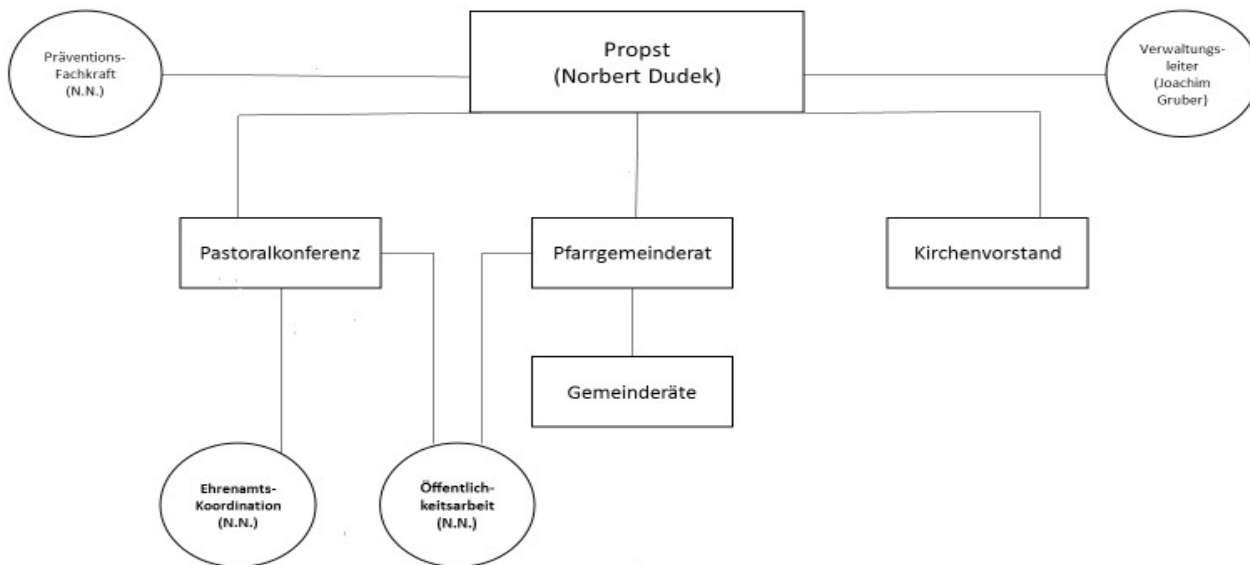 Präventions-
Fachkraft
(N.N.)
Propst
(Norbert Dudek)
Verwaltungs-
leiter
(Joachim
Gruber)
Pastoralkonferenz
Pfarrgemeinderat
Kirchenvorstand
Gemeinderäte
Ehrenamts-
Koordination
(N.N.)
Öffentlich-
keitsarbeit
(N.N.)